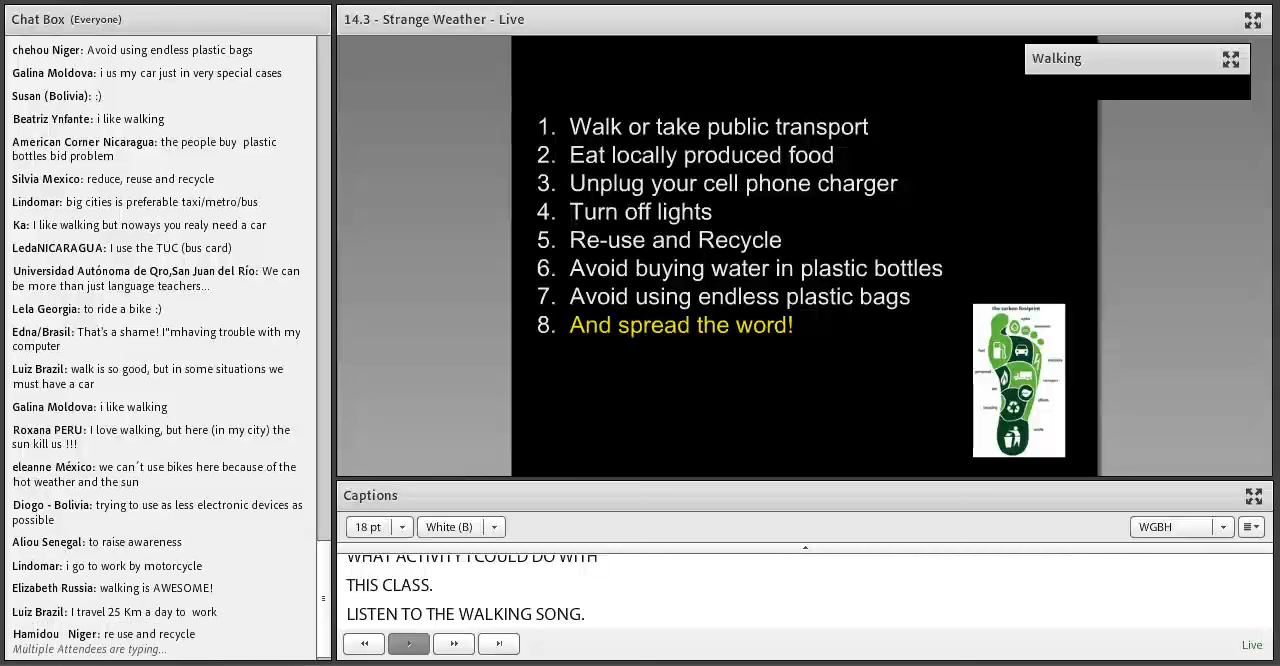 Chat Box (Everyone)
chehou Niger: Avoid using endless plastic bags
Galina Moldova: i us my car just in very special cases
Susan (Bolivia): :)
Beatriz Ynfante: i like walking
American Corner Nicaragua: the people buy plastic
bottles bid problem
Silvia Mexico: reduce, reuse and recycle
Lindomar: big cities is preferable taxi/metro/bus
Ka: I like walking but noways you realy need a car
LedaNICARAGUA: I use the TUC (bus card)
Universidad Autónoma de Qro,San Juan del Río: We can
be more than just language teachers...
Lela Georgia: to ride a bike :)
Edna/Brasil: That's a shame! I"mhaving trouble with my
computer
Luiz Brazil: walk is so good, but in some situations we
must have a car
Galina Moldova: i like walking
Roxana PERU: I love walking, but here (in my city) the
sun kill us !!!
eleanne México: we can´t use bikes here because of the
hot weather and the sun
Diogo - Bolivia: trying to use as less electronic devices as
possible
Aliou Senegal: to raise awareness
Lindomar: i go to work by motorcycle
Elizabeth Russia: walking is AWESOME!
Luiz Brazil: I travel 25 Km a day to work
Hamidou Niger: re use and recycle
Multiple Attendees are typing...
14.3 - Strange Weather - Live
Walking
1. Walk or take public transport
2. Eat locally produced food
3. Unplug your cell phone charger
4. Turn off lights
5. Re-use and Recycle
6. Avoid buying water in plastic bottles
7. Avoid using endless plastic bags
8. And spread the word!
the carbon footprint
Captions
18 pt
White (B)
WGBH
WHAT ACTIVITY I COULD DO WITH
THIS CLASS.
LISTEN TO THE WALKING SONG.
Live